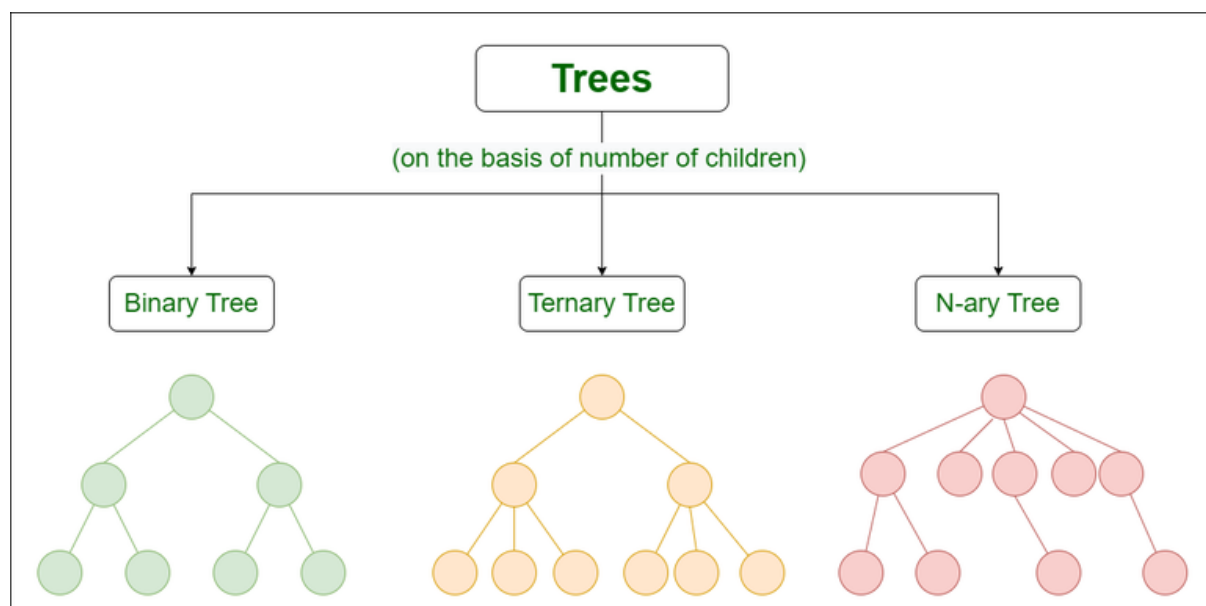 Trees
(on the basis of number of children)
Binary Tree
Ternary Tree
N-ary Tree